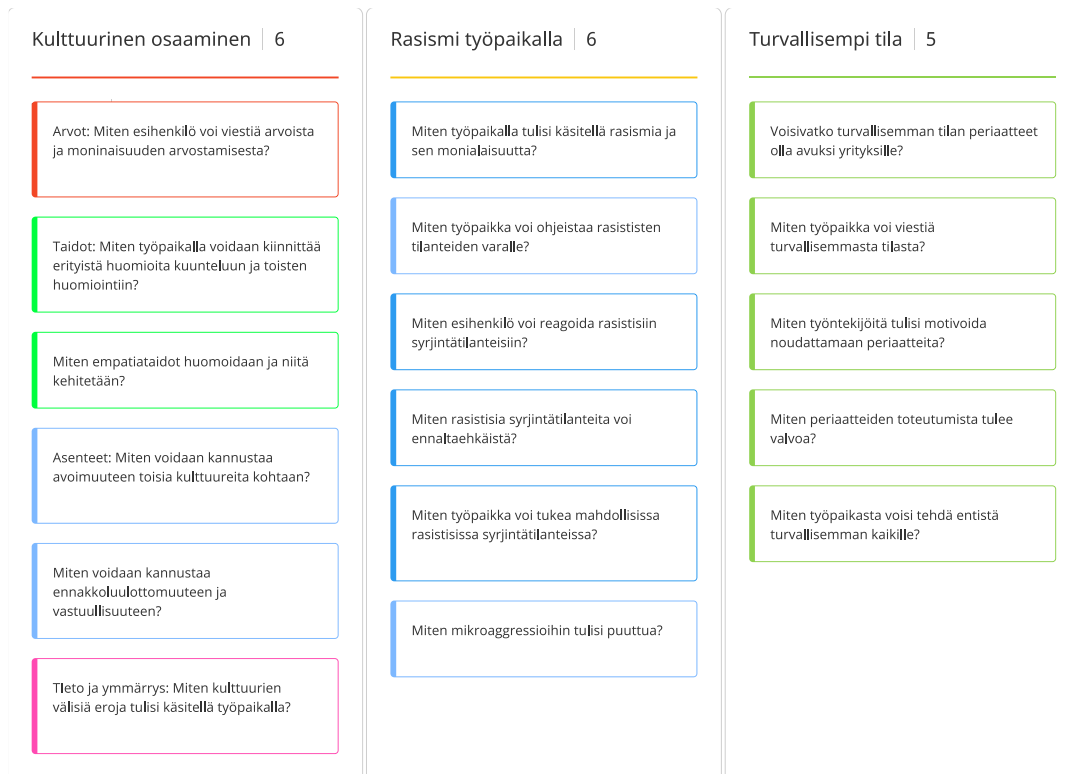 Kulttuurinen osaaminen 6
Arvot: Miten esihenkilö voi viestiä arvoista
ja moninaisuuden arvostamisesta?
Taidot: Miten työpaikalla voidaan kiinnittää
erityistä huomioita kuunteluun ja toisten
huomiointiin?
Miten empatiataidot huomoidaan ja niitä
kehitetään?
Asenteet: Miten voidaan kannustaa
avoimuuteen toisia kulttuureita kohtaan?
Miten voidaan kannustaa
ennakkoluulottomuuteen ja
vastuullisuuteen?
TIeto ja ymmärrys: Miten kulttuurien
välisiä eroja tulisi käsitellä työpaikalla?
Rasismi työpaikalla 6
Miten työpaikalla tulisi käsitellä rasismia ja
sen monialaisuutta?
Miten työpaikka voi ohjeistaa rasististen
tilanteiden varalle?
Miten esihenkilö voi reagoida rasistisiin
syrjintätilanteisiin?
Miten rasistisia syrjintätilanteita voi
ennaltaehkäistä?
Miten työpaikka voi tukea mahdollisissa
rasistisissa syrjintätilanteissa?
Miten mikroaggressioihin tulisi puuttua?
Turvallisempi tila 5
Voisivatko turvallisemman tilan periaatteet
olla avuksi yrityksille?
Miten työpaikka voi viestiä
turvallisemmasta tilasta?
Miten työntekijöitä tulisi motivoida
noudattamaan periaatteita?
Miten periaatteiden toteutumista tulee
valvoa?
Miten työpaikasta voisi tehdä entistä
turvallisemman kaikille?